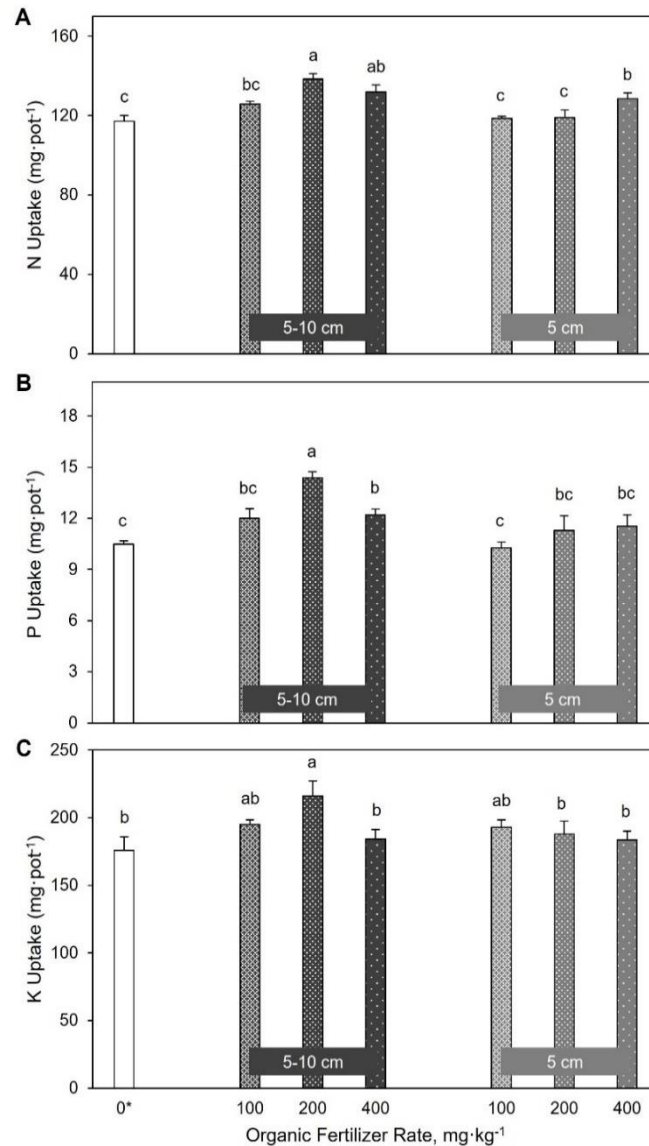 A
N Uptake (mg·pot⁻¹)
160
120
80
40
0
c
bc
a
ab
c
c
b
5-10 cm
5 cm
B
P Uptake (mg·pot⁻¹)
18
15
12
9
6
3
0
c
bc
a
b
c
bc
bc
5-10 cm
5 cm
C
K Uptake (mg·pot⁻¹)
250
200
150
100
50
0
b
ab
a
b
ab
b
b
5-10 cm
5 cm
0* 100 200 400 100 200 400
Organic Fertilizer Rate, mg·kg⁻¹